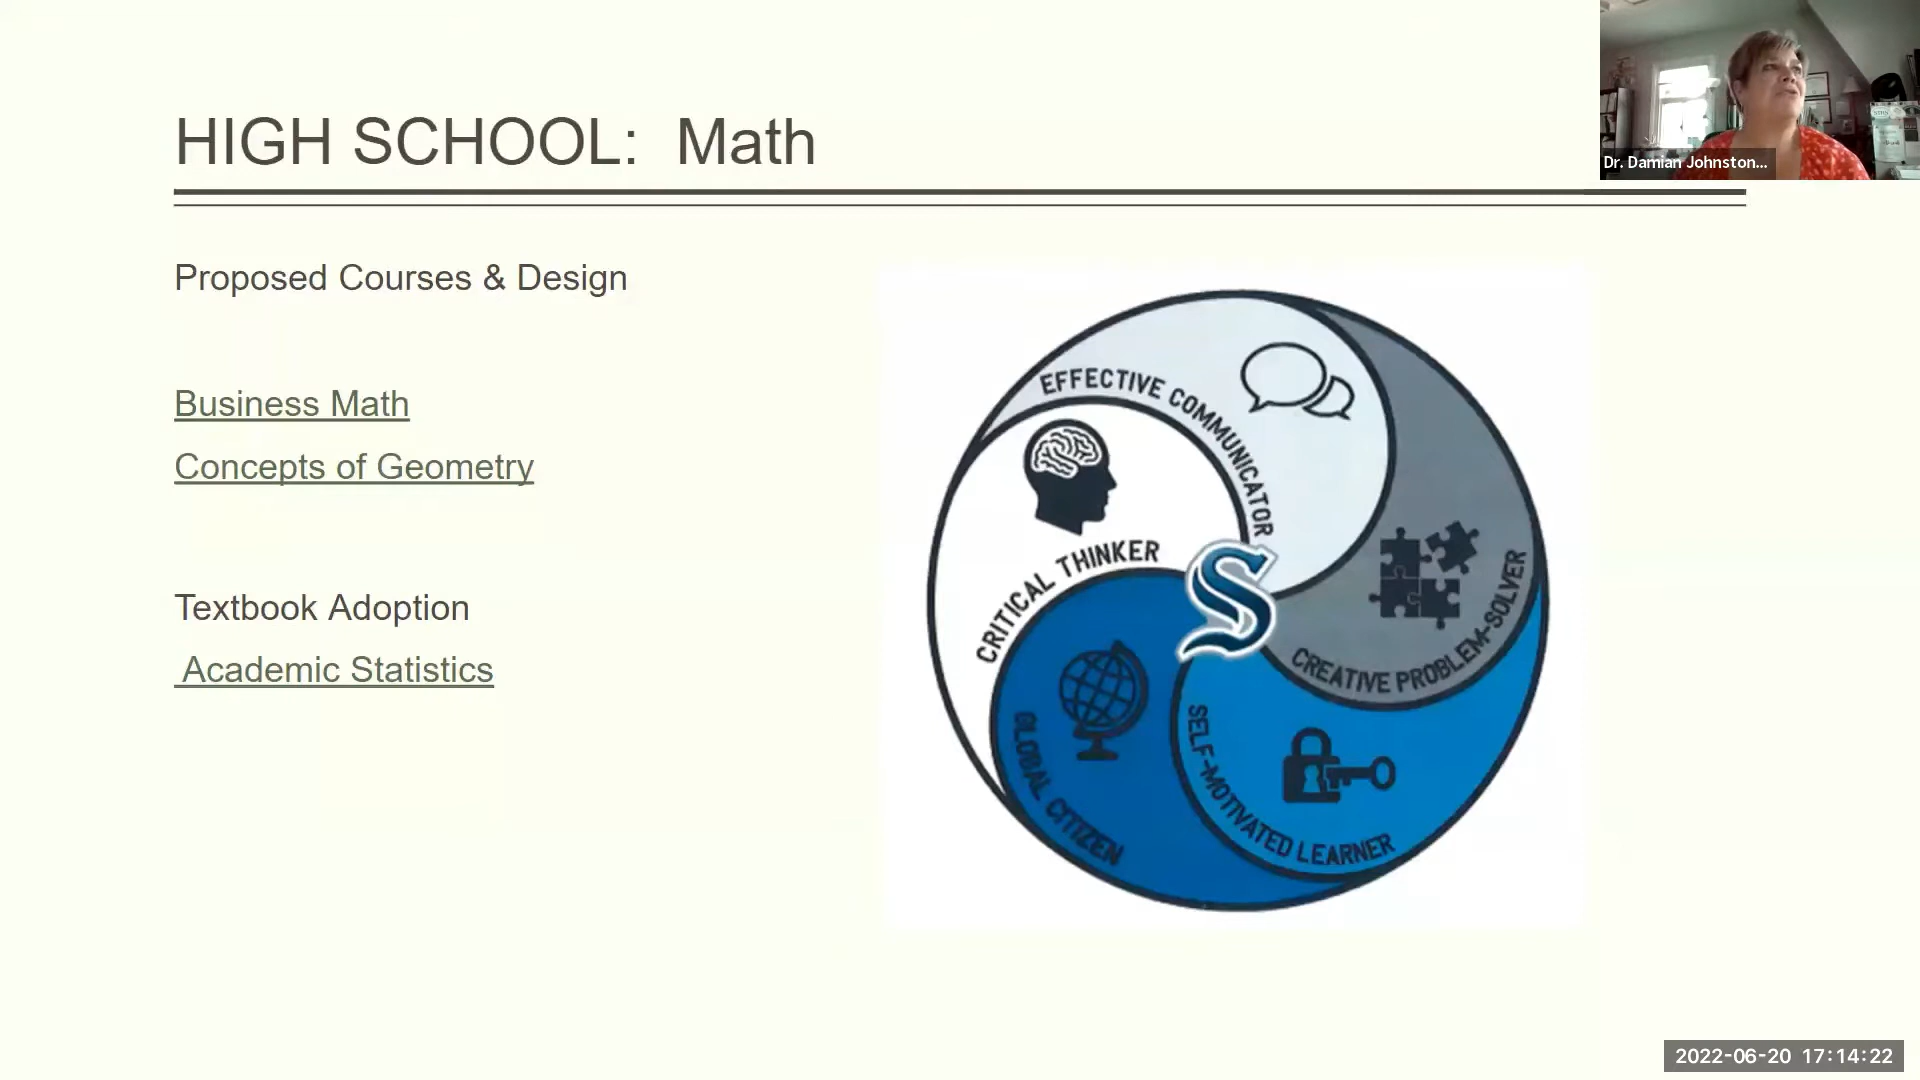 HIGH SCHOOL: Math
Dr. Damian Johnston...
Proposed Courses & Design
Business Math
Concepts of Geometry
Textbook Adoption
Academic Statistics
EFFECTIVE COMMUNICATOR
CRITICAL THINKER
CREATIVE PROBLEM-SOLVER
S
GLOBAL CITIZEN
SELF-MOTIVATED LEARNER
2022-06-20 17:14:22